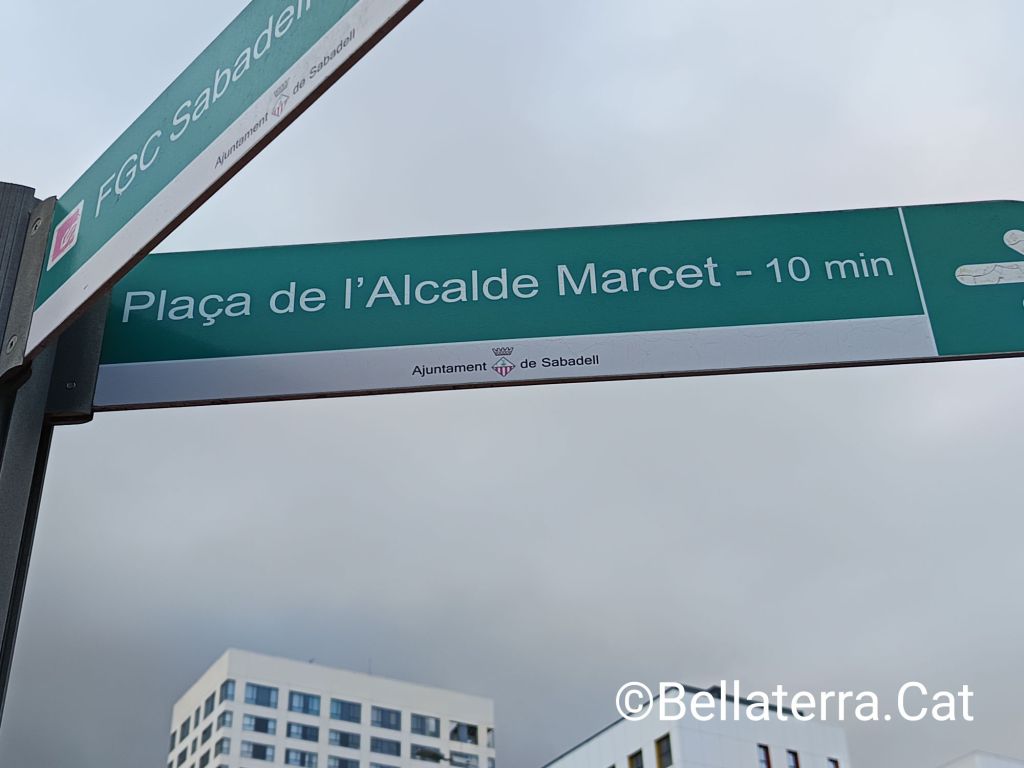 FGC Sabadell
Ajuntament de Sabadell
Plaça de l'Alcalde Marcet - 10 min
Ajuntament de Sabadell
©Bellaterra.Cat